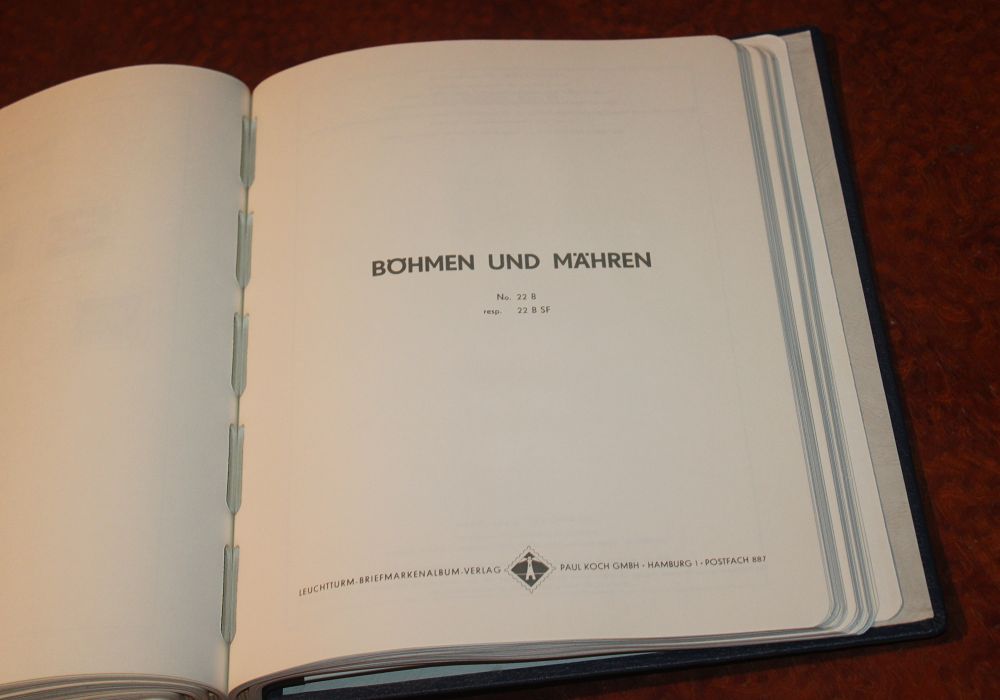 BÖHMEN UND MÄHREN
No. 22 B
resp. 22 B SF
LEUCHTTURM-BRIEFMARKENALBUM-VERLAG PAUL KOCH GMBH · HAMBURG 1 · POSTFACH 887